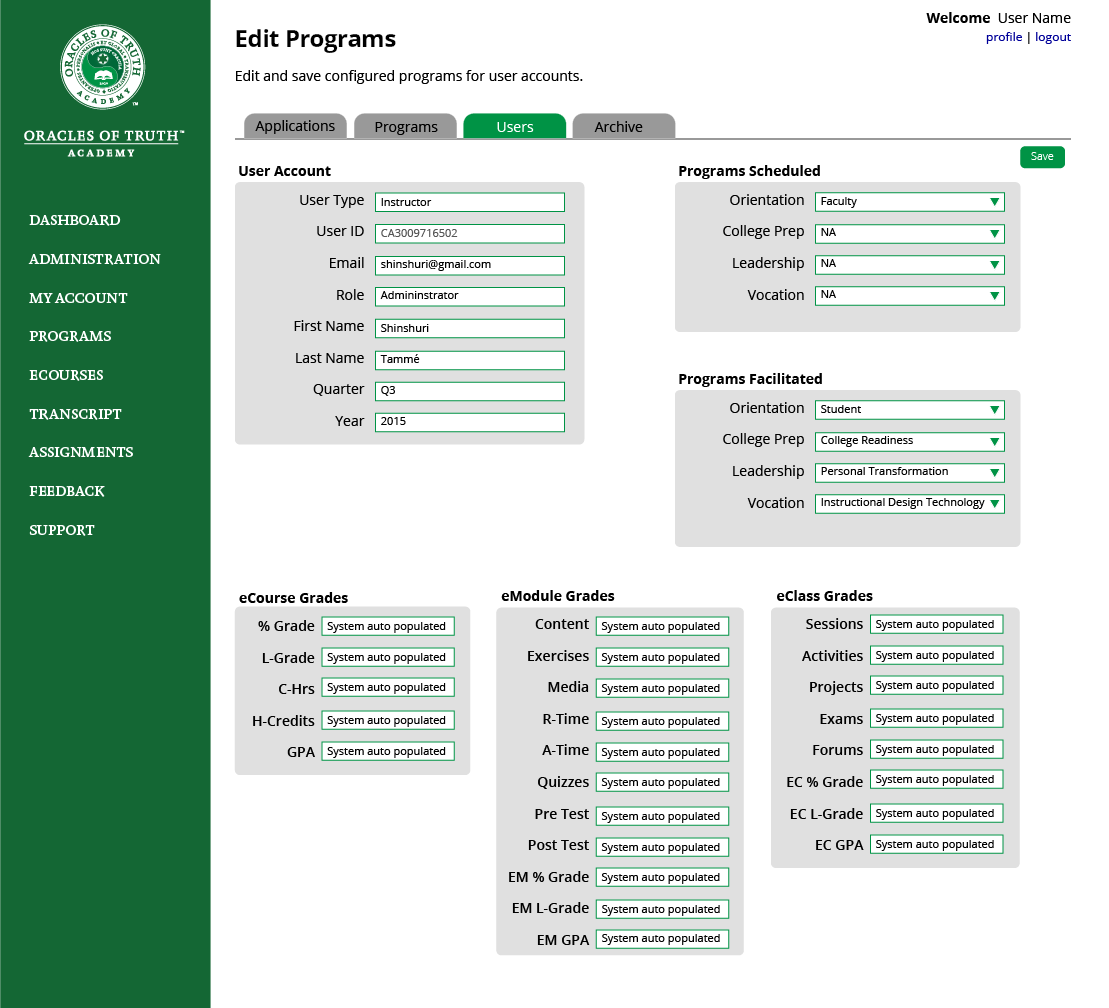 ORACLES OF TRUTH
ACADEMY
ORACLES OF TRUTH™
ACADEMY
DASHBOARD
ADMINISTRATION
MY ACCOUNT
PROGRAMS
ECOURSES
TRANSCRIPT
ASSIGNMENTS
FEEDBACK
SUPPORT
Welcome User Name
profile | logout
Edit Programs
Edit and save configured programs for user accounts.
Applications
Programs
Users
Archive
Save
User Account
User Type Instructor
User ID CA3009716502
Email shinshuri@gmail.com
Role Admininstrator
First Name Shinshuri
Last Name Tammé
Quarter Q3
Year 2015
Programs Scheduled
Orientation Faculty
College Prep NA
Leadership NA
Vocation NA
Programs Facilitated
Orientation Student
College Prep College Readiness
Leadership Personal Transformation
Vocation Instructional Design Technology
eCourse Grades
% Grade System auto populated
L-Grade System auto populated
C-Hrs System auto populated
H-Credits System auto populated
GPA System auto populated
eModule Grades
Content System auto populated
Exercises System auto populated
Media System auto populated
R-Time System auto populated
A-Time System auto populated
Quizzes System auto populated
Pre Test System auto populated
Post Test System auto populated
EM % Grade System auto populated
EM L-Grade System auto populated
EM GPA System auto populated
eClass Grades
Sessions System auto populated
Activities System auto populated
Projects System auto populated
Exams System auto populated
Forums System auto populated
EC % Grade System auto populated
EC L-Grade System auto populated
EC GPA System auto populated